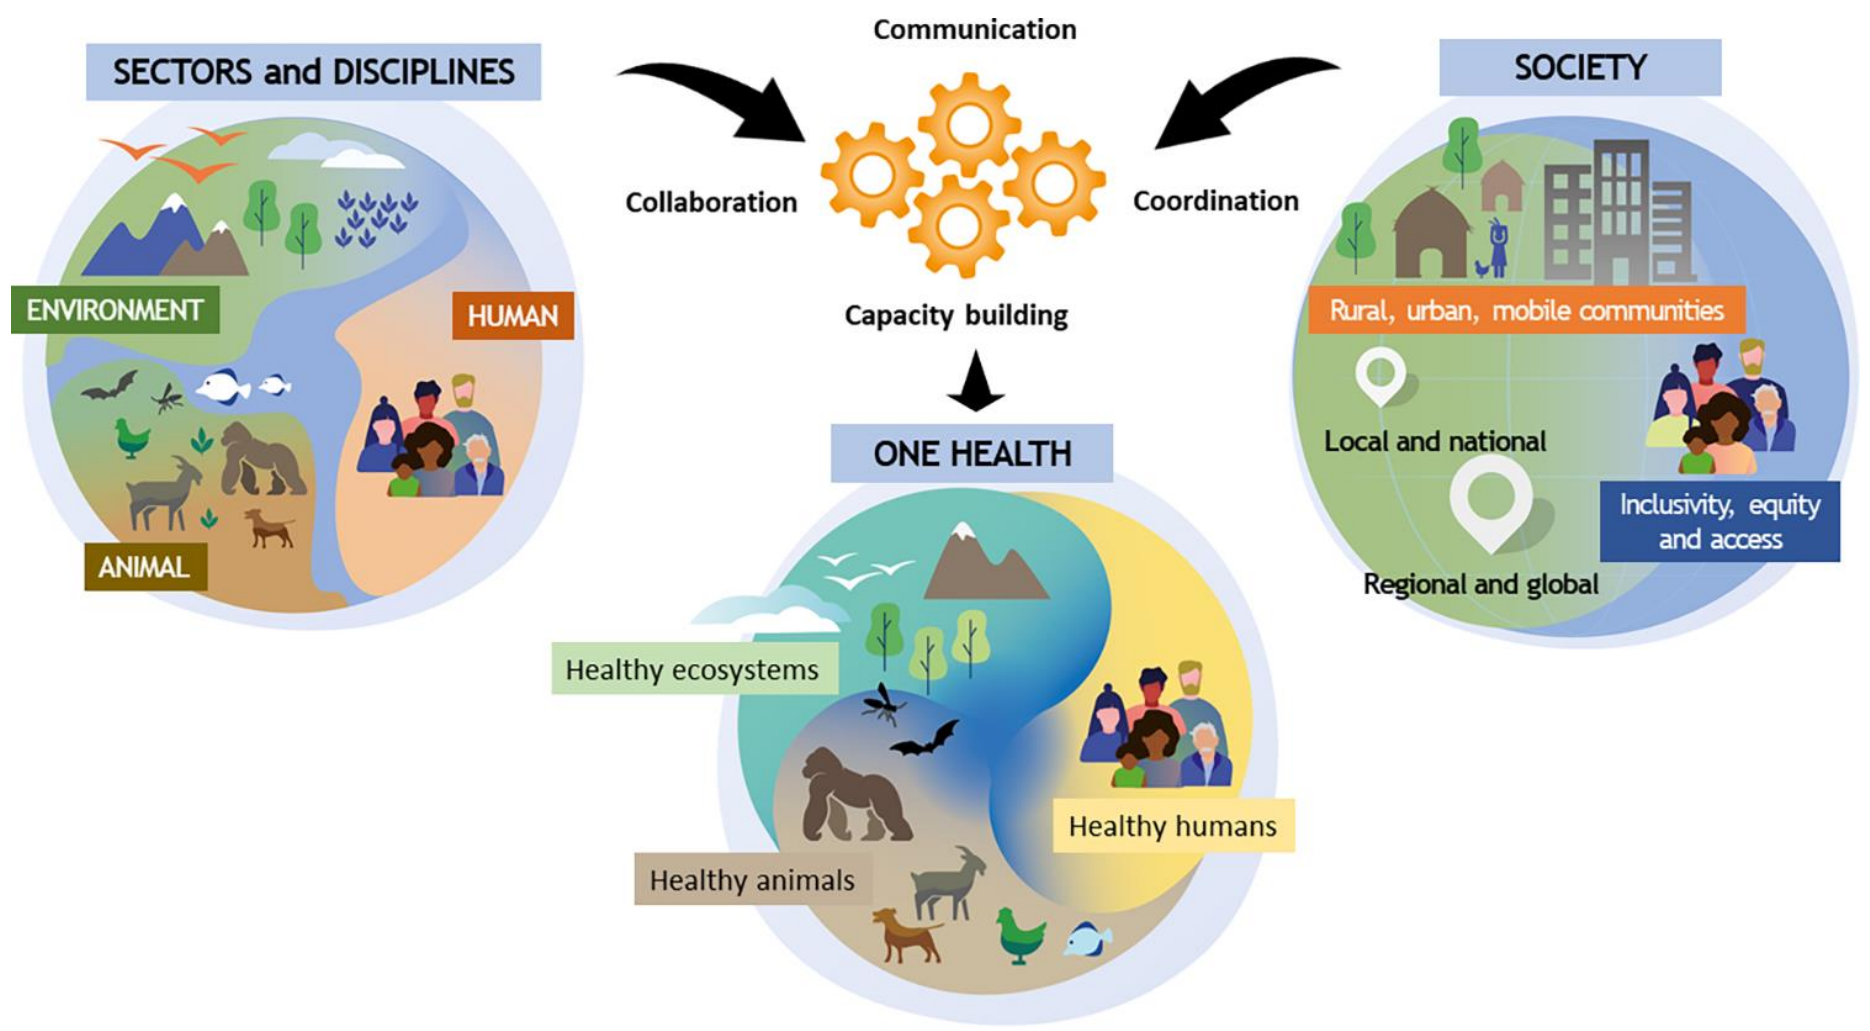 SECTORS and DISCIPLINES
ENVIRONMENT
HUMAN
ANIMAL
Communication
Collaboration
Coordination
Capacity building
SOCIETY
Rural, urban, mobile communities
Local and national
Inclusivity, equity
and access
Regional and global
ONE HEALTH
Healthy ecosystems
Healthy humans
Healthy animals